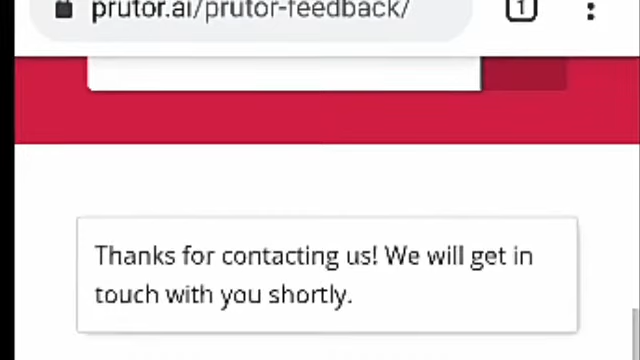 prutor.ai/prutor-feedback/
1
Thanks for contacting us! We will get in
touch with you shortly.